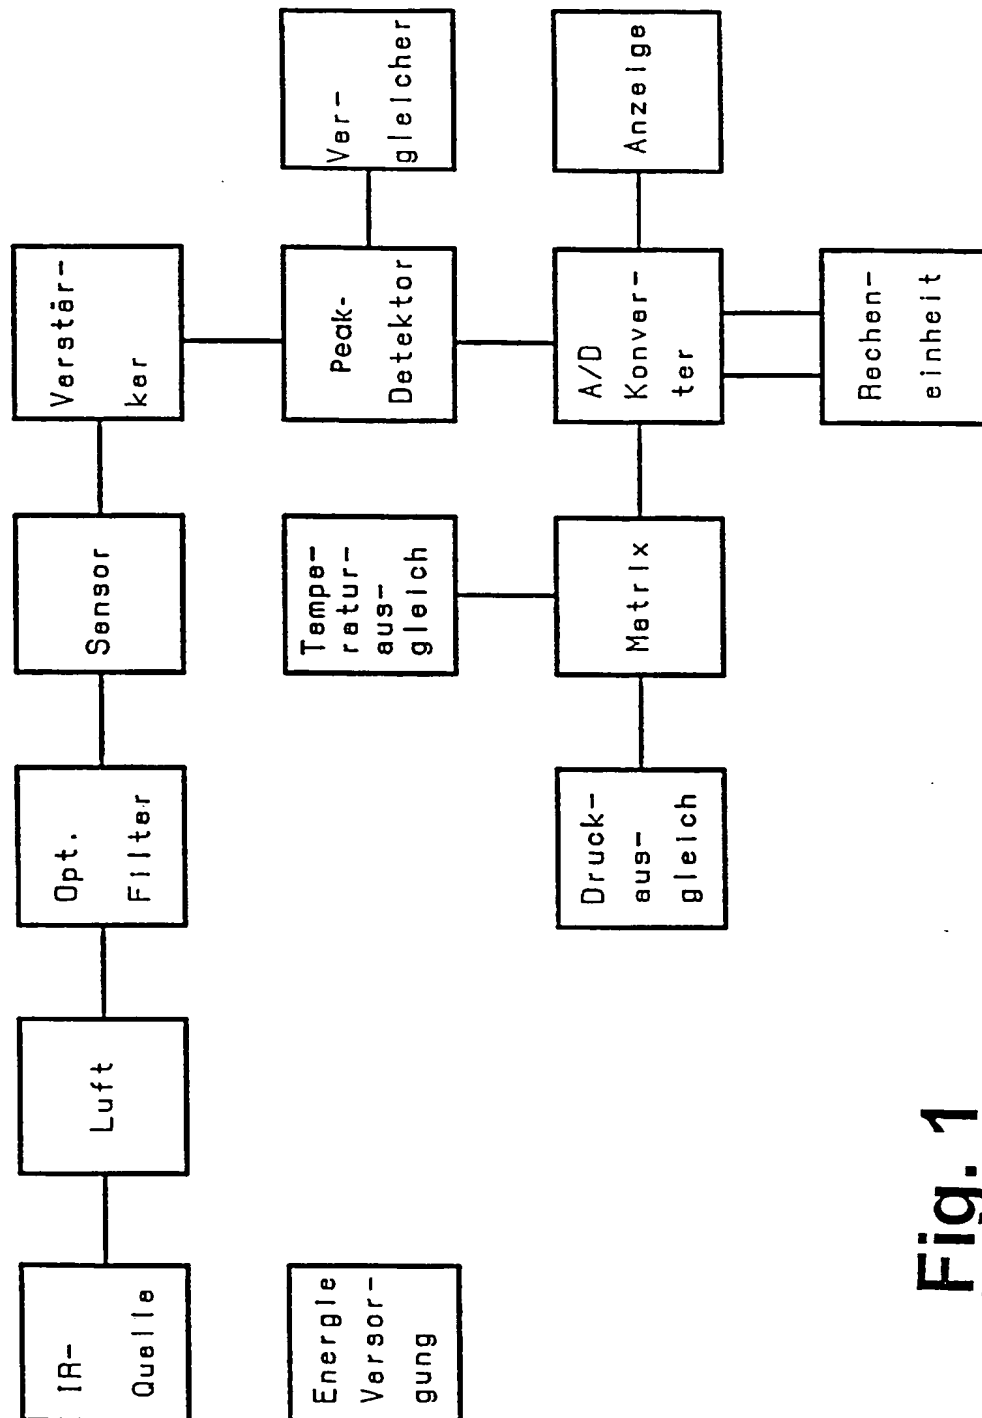 IR-
Quelle
Luft
Opt.
Filter
Sensor
Verstär-
ker
Energie
Versor-
gung
Tempe-
ratur-
aus-
gleich
Peak-
Detektor
Ver-
gleicher
Druck-
aus-
gleich
Matrix
A/D
Konver-
ter
Anzeige
Rechen-
einheit
Fig. 1